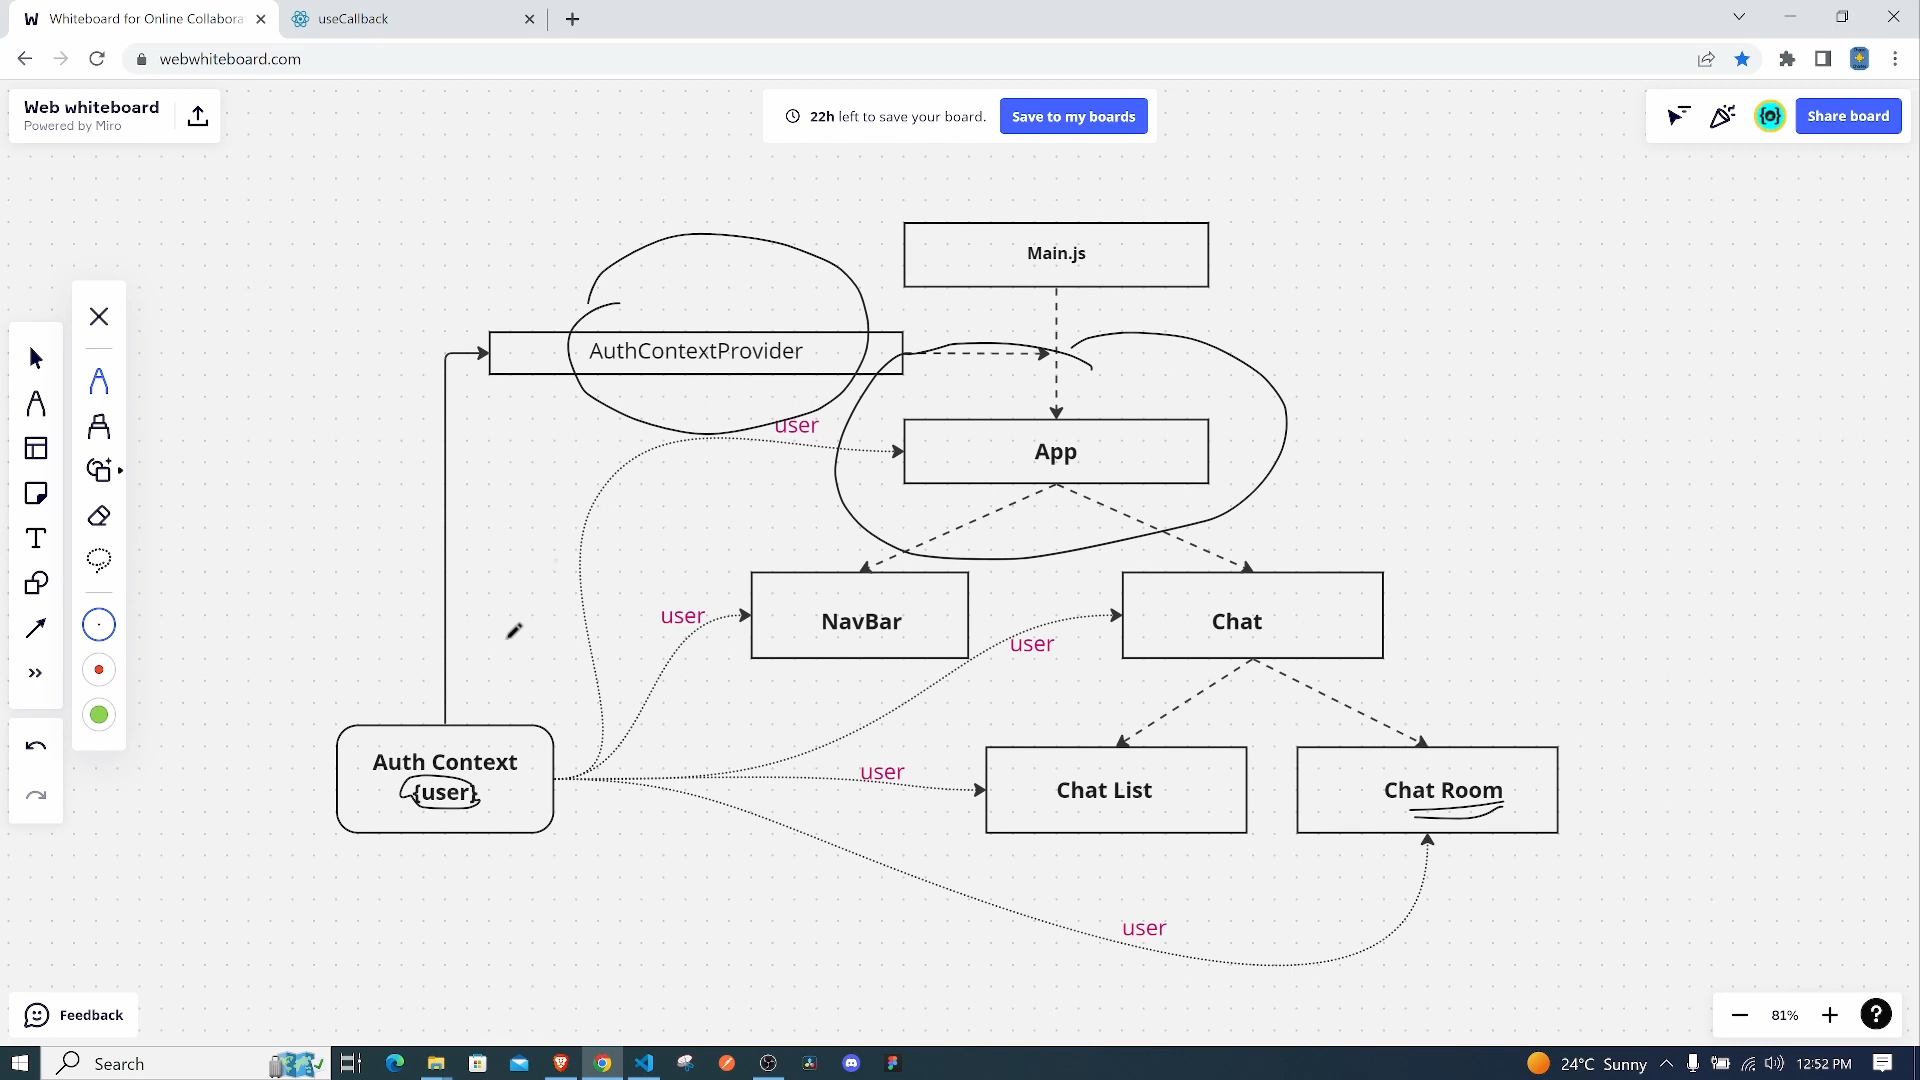 Whiteboard for Online Collabora
useCallback
webwhiteboard.com
Web whiteboard
Powered by Miro
22h left to save your board.
Save to my boards
Share board
Main.js
AuthContextProvider
user
App
user
NavBar
user
Chat
Auth Context
{user}
user
Chat List
Chat Room
user
Feedback
81%
Search
24°C Sunny
12:52 PM